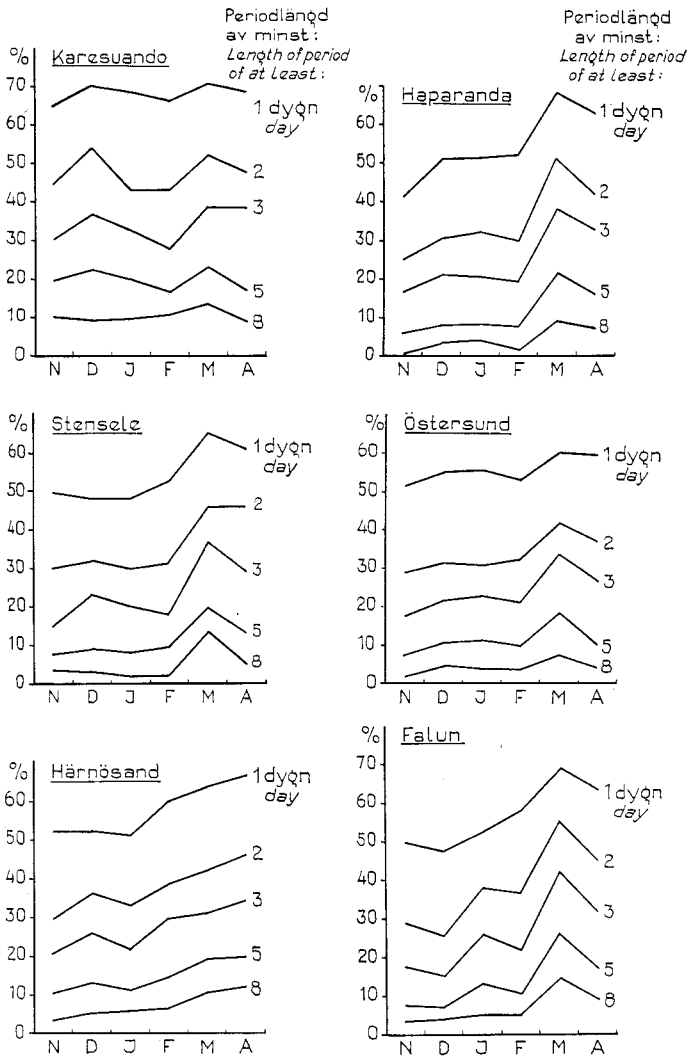 Periodlängd
av minst:
Length of period
of at least:
%
Karesuando
70
60
50
40
30
20
10
0
1 dygn
day
2
3
5
8
N D J F M A
Periodlängd
av minst:
Length of period
of at least:
%
Haparanda
60
50
40
30
20
10
0
1 dygn
day
2
3
5
8
N D J F M A
%
Stensele
60
50
40
30
20
10
0
1 dygn
day
2
3
5
8
N D J F M A
%
Östersund
60
50
40
30
20
10
0
1 dygn
day
2
3
5
8
N D J F M A
%
Härnösand
60
50
40
30
20
10
0
1 dygn
day
2
3
5
8
N D J F M A
%
Falun
70
60
50
40
30
20
10
0
1 dygn
day
2
3
5
8
N D J F M A